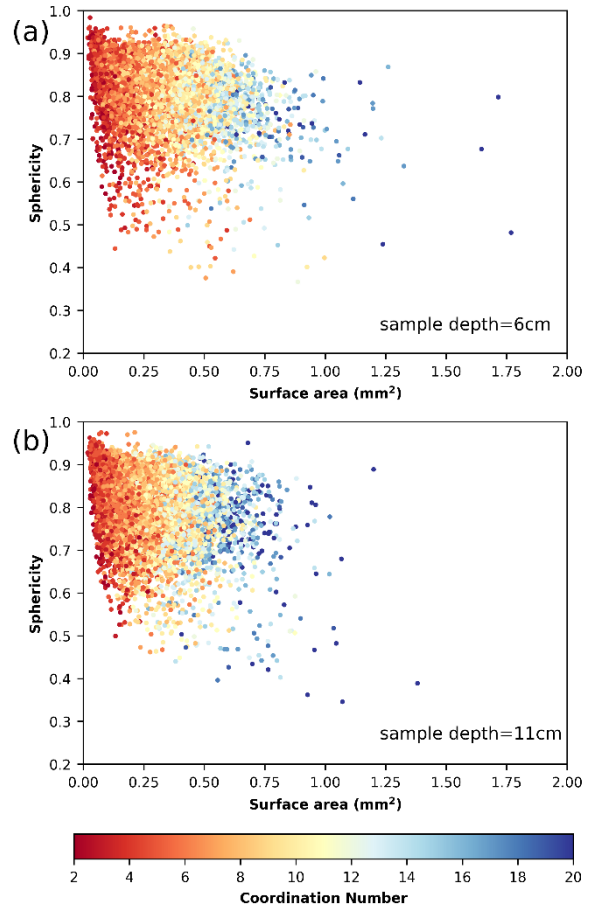 (a)
1.0
0.9
0.8
0.7
0.6
0.5
0.4
0.3
0.2
Sphericity
sample depth=6cm
0.00 0.25 0.50 0.75 1.00 1.25 1.50 1.75 2.00
Surface area (mm²)
(b)
1.0
0.9
0.8
0.7
0.6
0.5
0.4
0.3
0.2
Sphericity
sample depth=11cm
0.00 0.25 0.50 0.75 1.00 1.25 1.50 1.75 2.00
Surface area (mm²)
2 4 6 8 10 12 14 16 18 20
Coordination Number